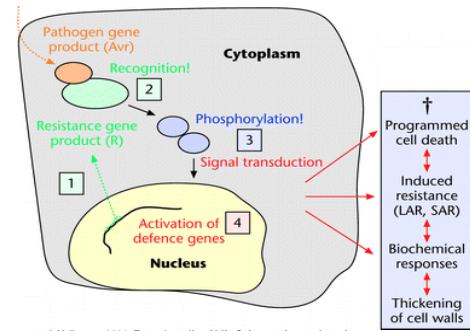 Pathogen gene
product (Avr)
Cytoplasm
Recognition!
2
Resistance gene
product (R)
Phosphorylation!
3
Signal transduction
1
Activation of
defence genes
4
Nucleus
†
Programmed
cell death
Induced
resistance
(LAR, SAR)
Biochemical
responses
Thickening
of cell walls